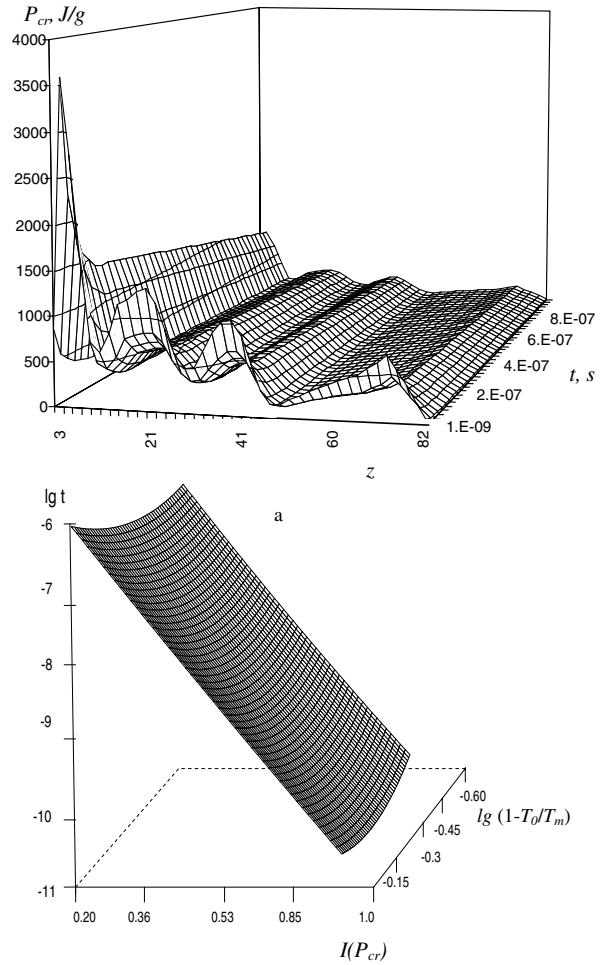 P_cr, J/g
4000
3500
3000
2500
2000
1500
1000
500
0
3
21
41
60
82
z
1.E-09
2.E-07
4.E-07
6.E-07
8.E-07
t, s
a
lg t
-6
-7
-8
-9
-10
-11
0.20
0.36
0.53
0.85
1.0
I(P_cr)
-0.15
-0.3
-0.45
-0.60
lg (1-T_0/T_m)